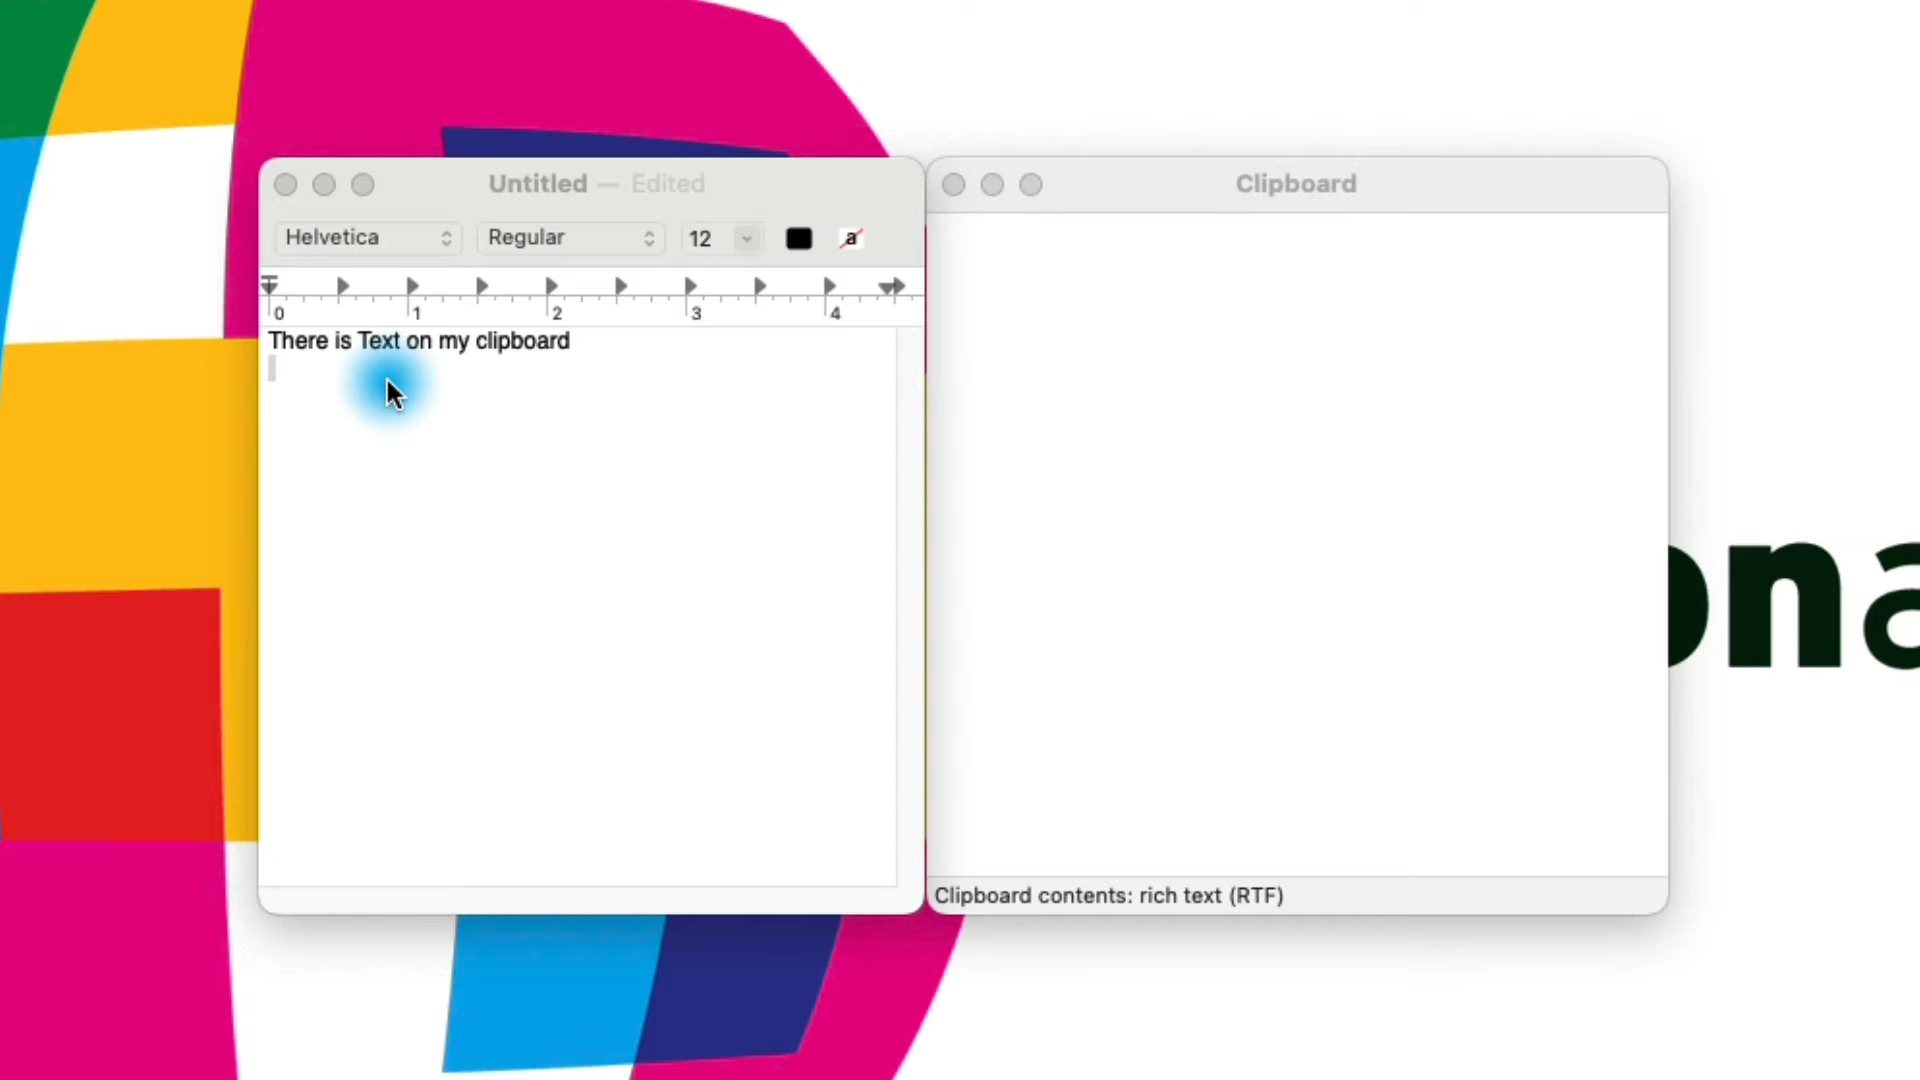 Untitled — Edited
Helvetica
Regular
12
a
0 1 2 3 4
There is Text on my clipboard
Clipboard
Clipboard contents: rich text (RTF)